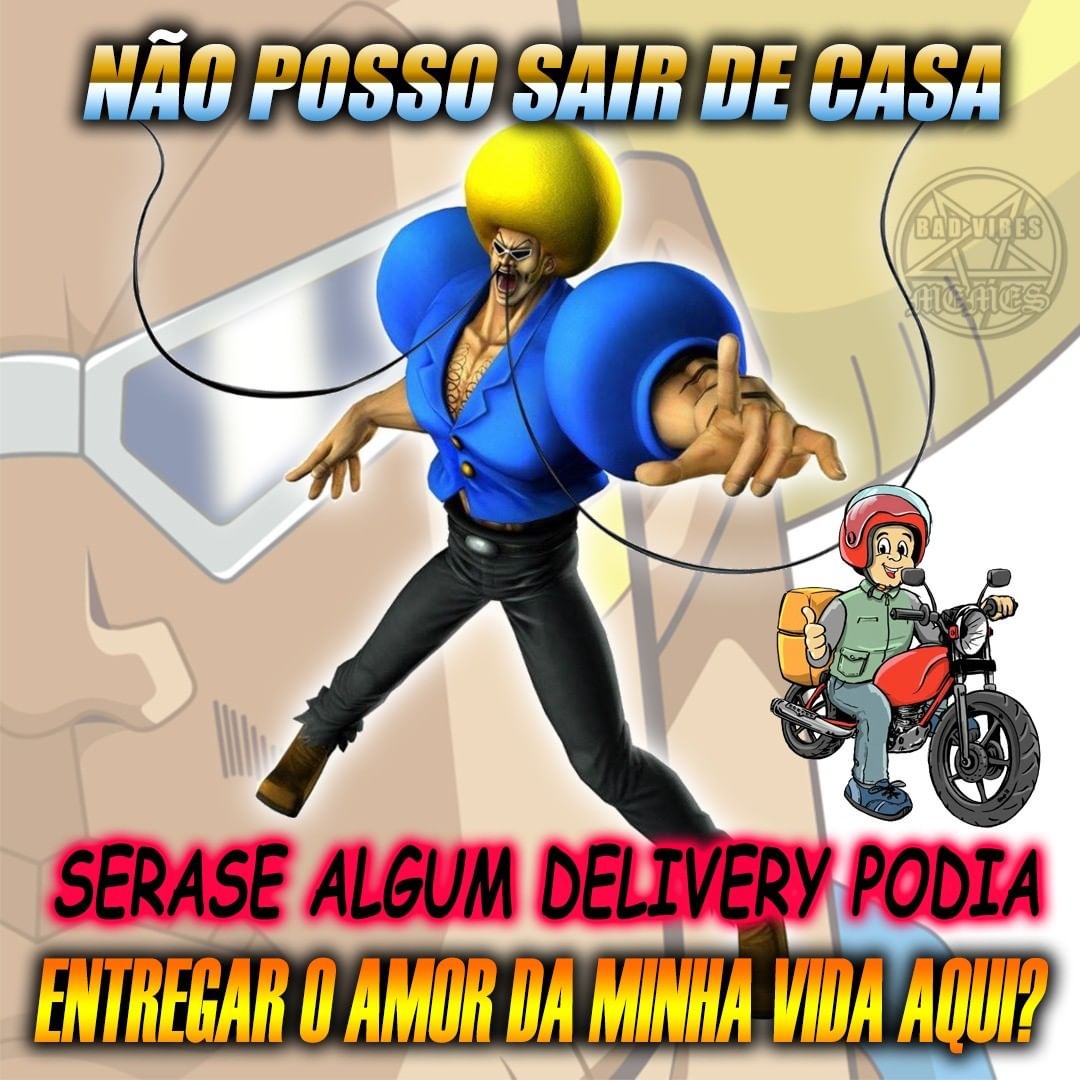 NÃO POSSO SAIR DE CASA
BAD VIBES
MEMES
SERASE ALGUM DELIVERY PODIA
ENTREGAR O AMOR DA MINHA VIDA AQUI?